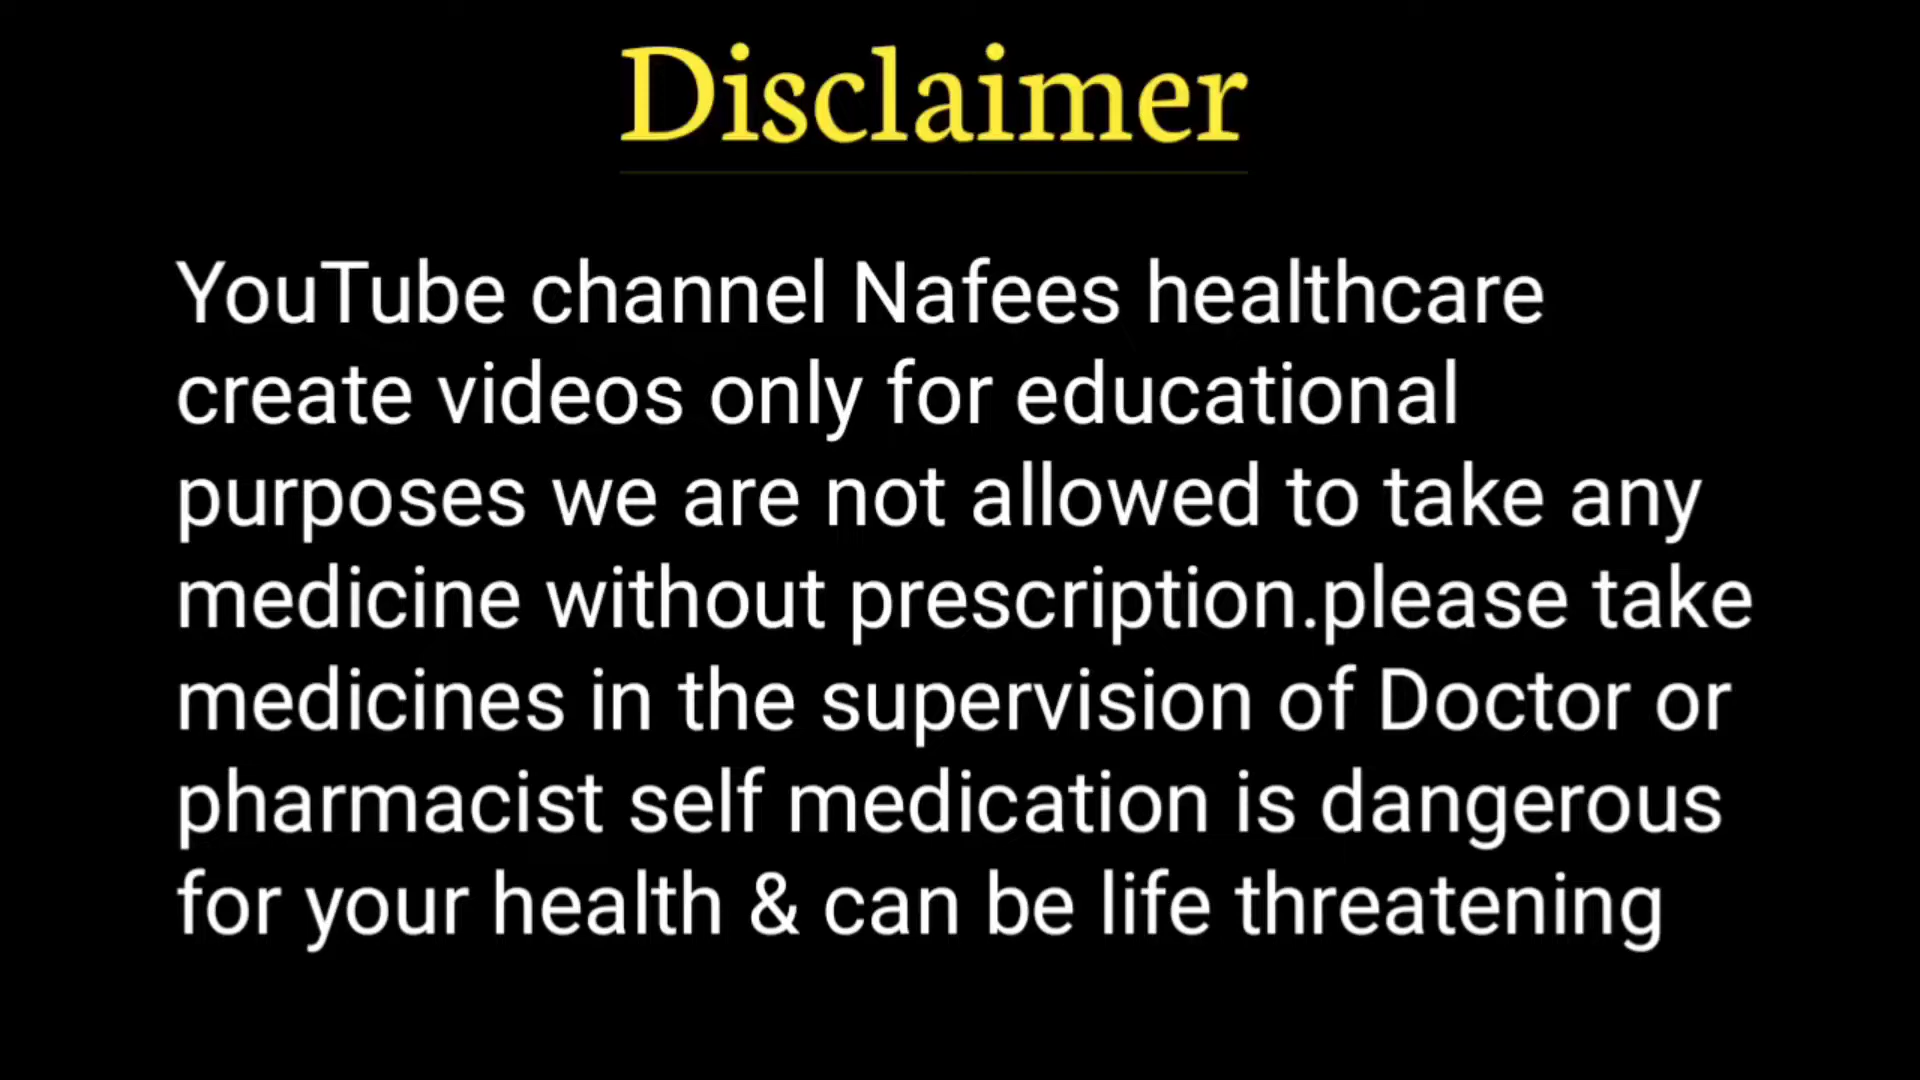 Disclaimer
YouTube channel Nafees healthcare
create videos only for educational
purposes we are not allowed to take any
medicine without prescription.please take
medicines in the supervision of Doctor or
pharmacist self medication is dangerous
for your health & can be life threatening